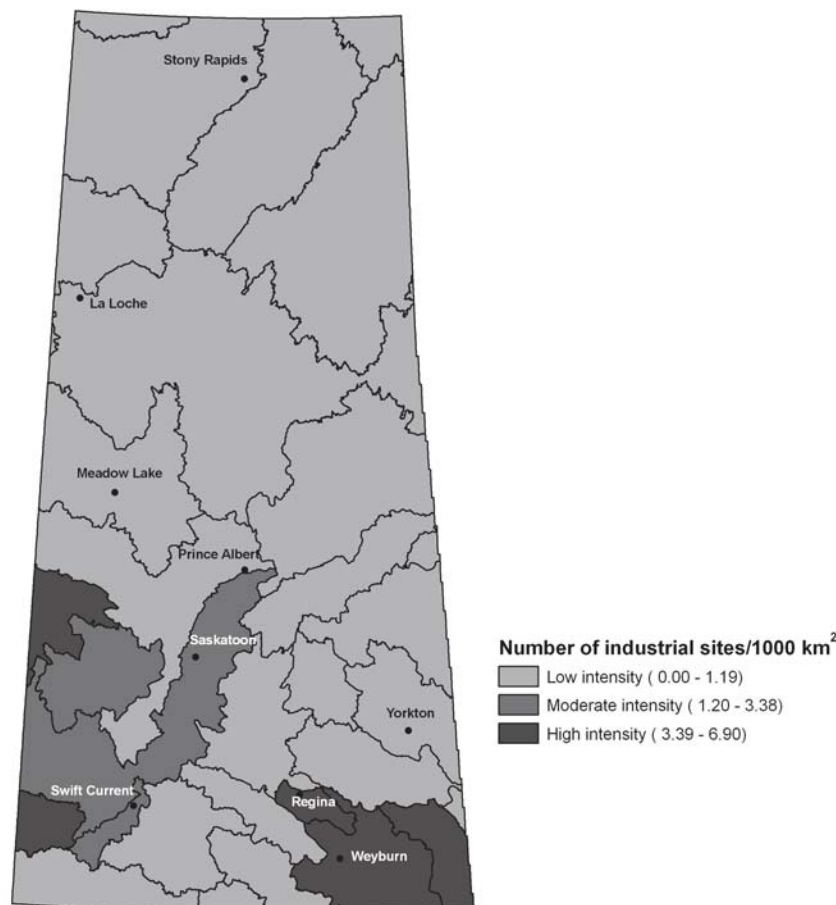 Stony Rapids
La Loche
Meadow Lake
Prince Albert
Saskatoon
Number of industrial sites/1000 km²
Low intensity ( 0.00 - 1.19)
Moderate intensity ( 1.20 - 3.38)
High intensity ( 3.39 - 6.90)
Yorkton
Swift Current
Regina
Weyburn